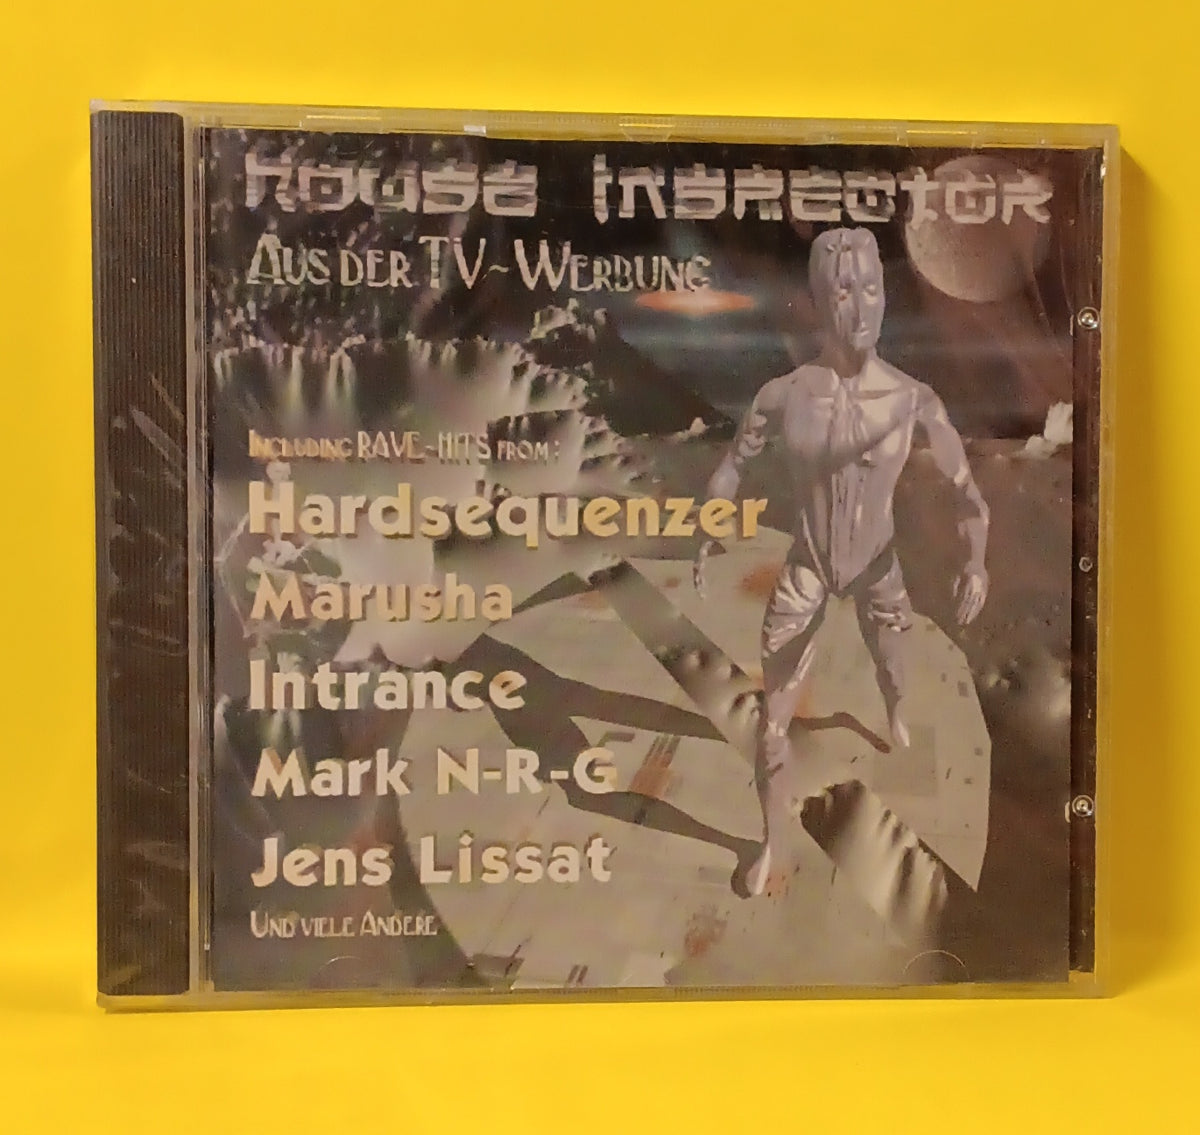 House Inspector
Aus der TV~Werbung
Including RAVE~HITS from:
Hardsequenzer
Marusha
Intrance
Mark N-R-G
Jens Lissat
Und viele Andere